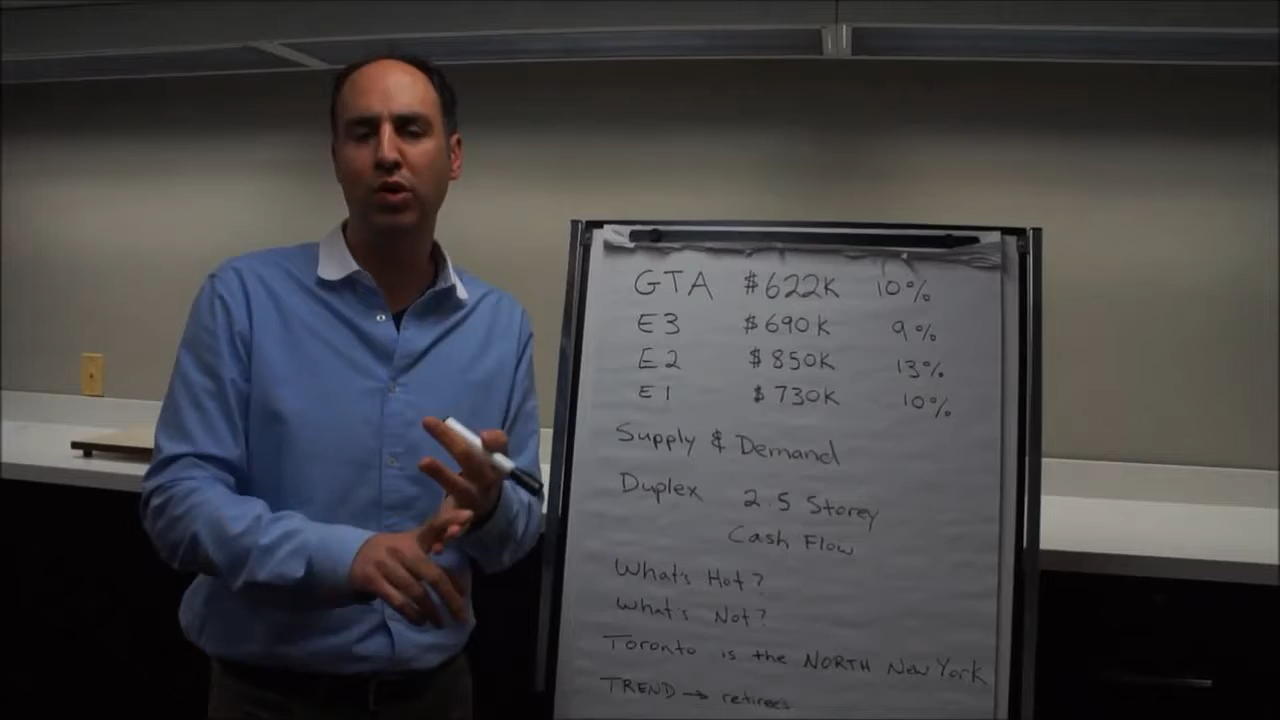 GTA $622K 10%
E3 $690K 9%
E2 $850K 13%
E1 $730K 10%
Supply & Demand
Duplex 2.5 Storey
Cash Flow
What's Hot?
What's Not?
Toronto is the NORTH New York
TREND → retirees